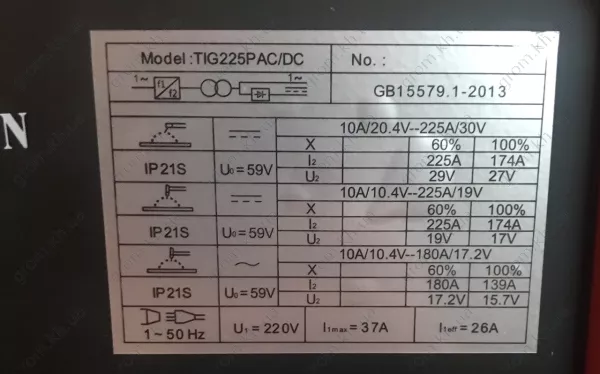 Model :TIG225PAC/DC No. :
1~ f1 f2 1~ GB15579.1-2013
N
10A/20.4V--225A/30V
X 60% 100%
IP21S U₀=59V I₂ 225A 174A
U₂ 29V 27V
10A/10.4V--225A/19V
X 60% 100%
IP21S U₀=59V I₂ 225A 174A
U₂ 19V 17V
10A/10.4V--180A/17.2V
X 60% 100%
IP21S U₀=59V I₂ 180A 139A
U₂ 17.2V 15.7V
1~50Hz U₁=220V I₁max=37A I₁eff=26A